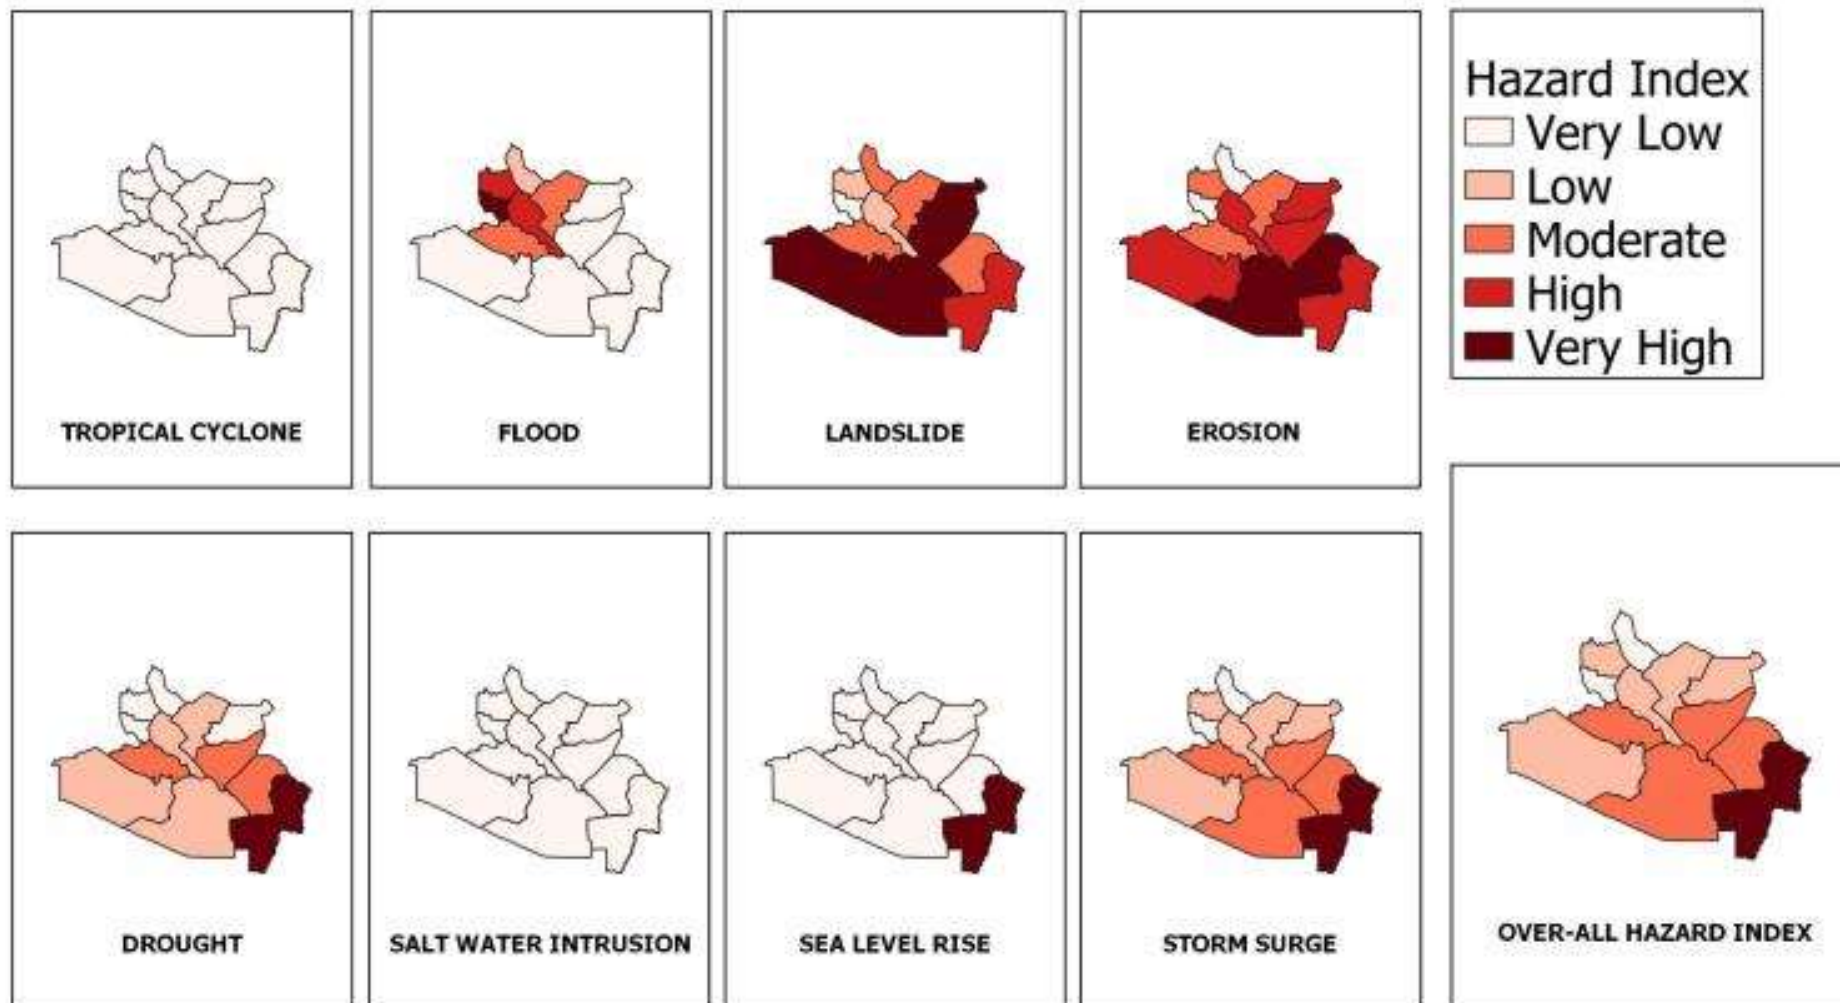 TROPICAL CYCLONE
FLOOD
LANDSLIDE
EROSION
Hazard Index
Very Low
Low
Moderate
High
Very High
DROUGHT
SALT WATER INTRUSION
SEA LEVEL RISE
STORM SURGE
OVER-ALL HAZARD INDEX